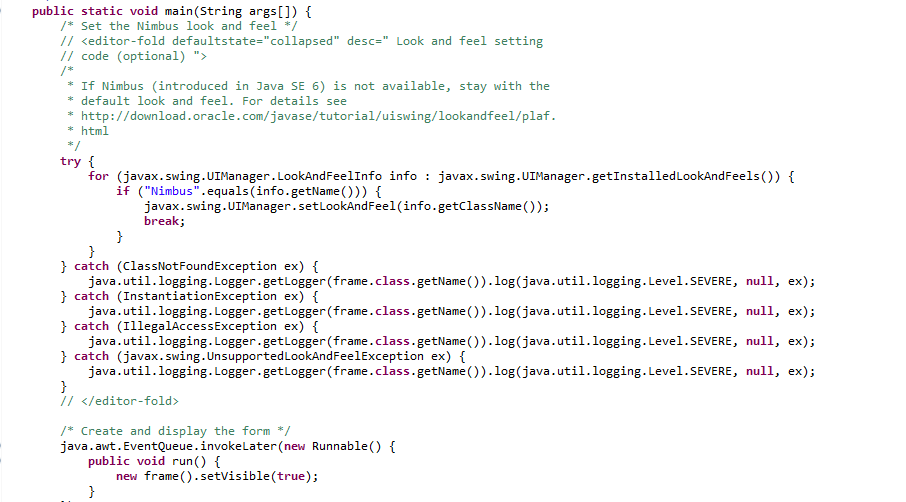 public static void main(String args[]) {
/* Set the Nimbus look and feel */
// <editor-fold defaultstate="collapsed" desc=" Look and feel setting
// code (optional) ">
/*
* If Nimbus (introduced in Java SE 6) is not available, stay with the
* default look and feel. For details see
* http://download.oracle.com/javase/tutorial/uiswing/lookandfeel/plaf.
* html
*/
try {
for (javax.swing.UIManager.LookAndFeelInfo info : javax.swing.UIManager.getInstalledLookAndFeels()) {
if ("Nimbus".equals(info.getName())) {
javax.swing.UIManager.setLookAndFeel(info.getClassName());
break;
}
}
} catch (ClassNotFoundException ex) {
java.util.logging.Logger.getLogger(frame.class.getName()).log(java.util.logging.Level.SEVERE, null, ex);
} catch (InstantiationException ex) {
java.util.logging.Logger.getLogger(frame.class.getName()).log(java.util.logging.Level.SEVERE, null, ex);
} catch (IllegalAccessException ex) {
java.util.logging.Logger.getLogger(frame.class.getName()).log(java.util.logging.Level.SEVERE, null, ex);
} catch (javax.swing.UnsupportedLookAndFeelException ex) {
java.util.logging.Logger.getLogger(frame.class.getName()).log(java.util.logging.Level.SEVERE, null, ex);
}
// </editor-fold>
/* Create and display the form */
java.awt.EventQueue.invokeLater(new Runnable() {
public void run() {
new frame().setVisible(true);
}